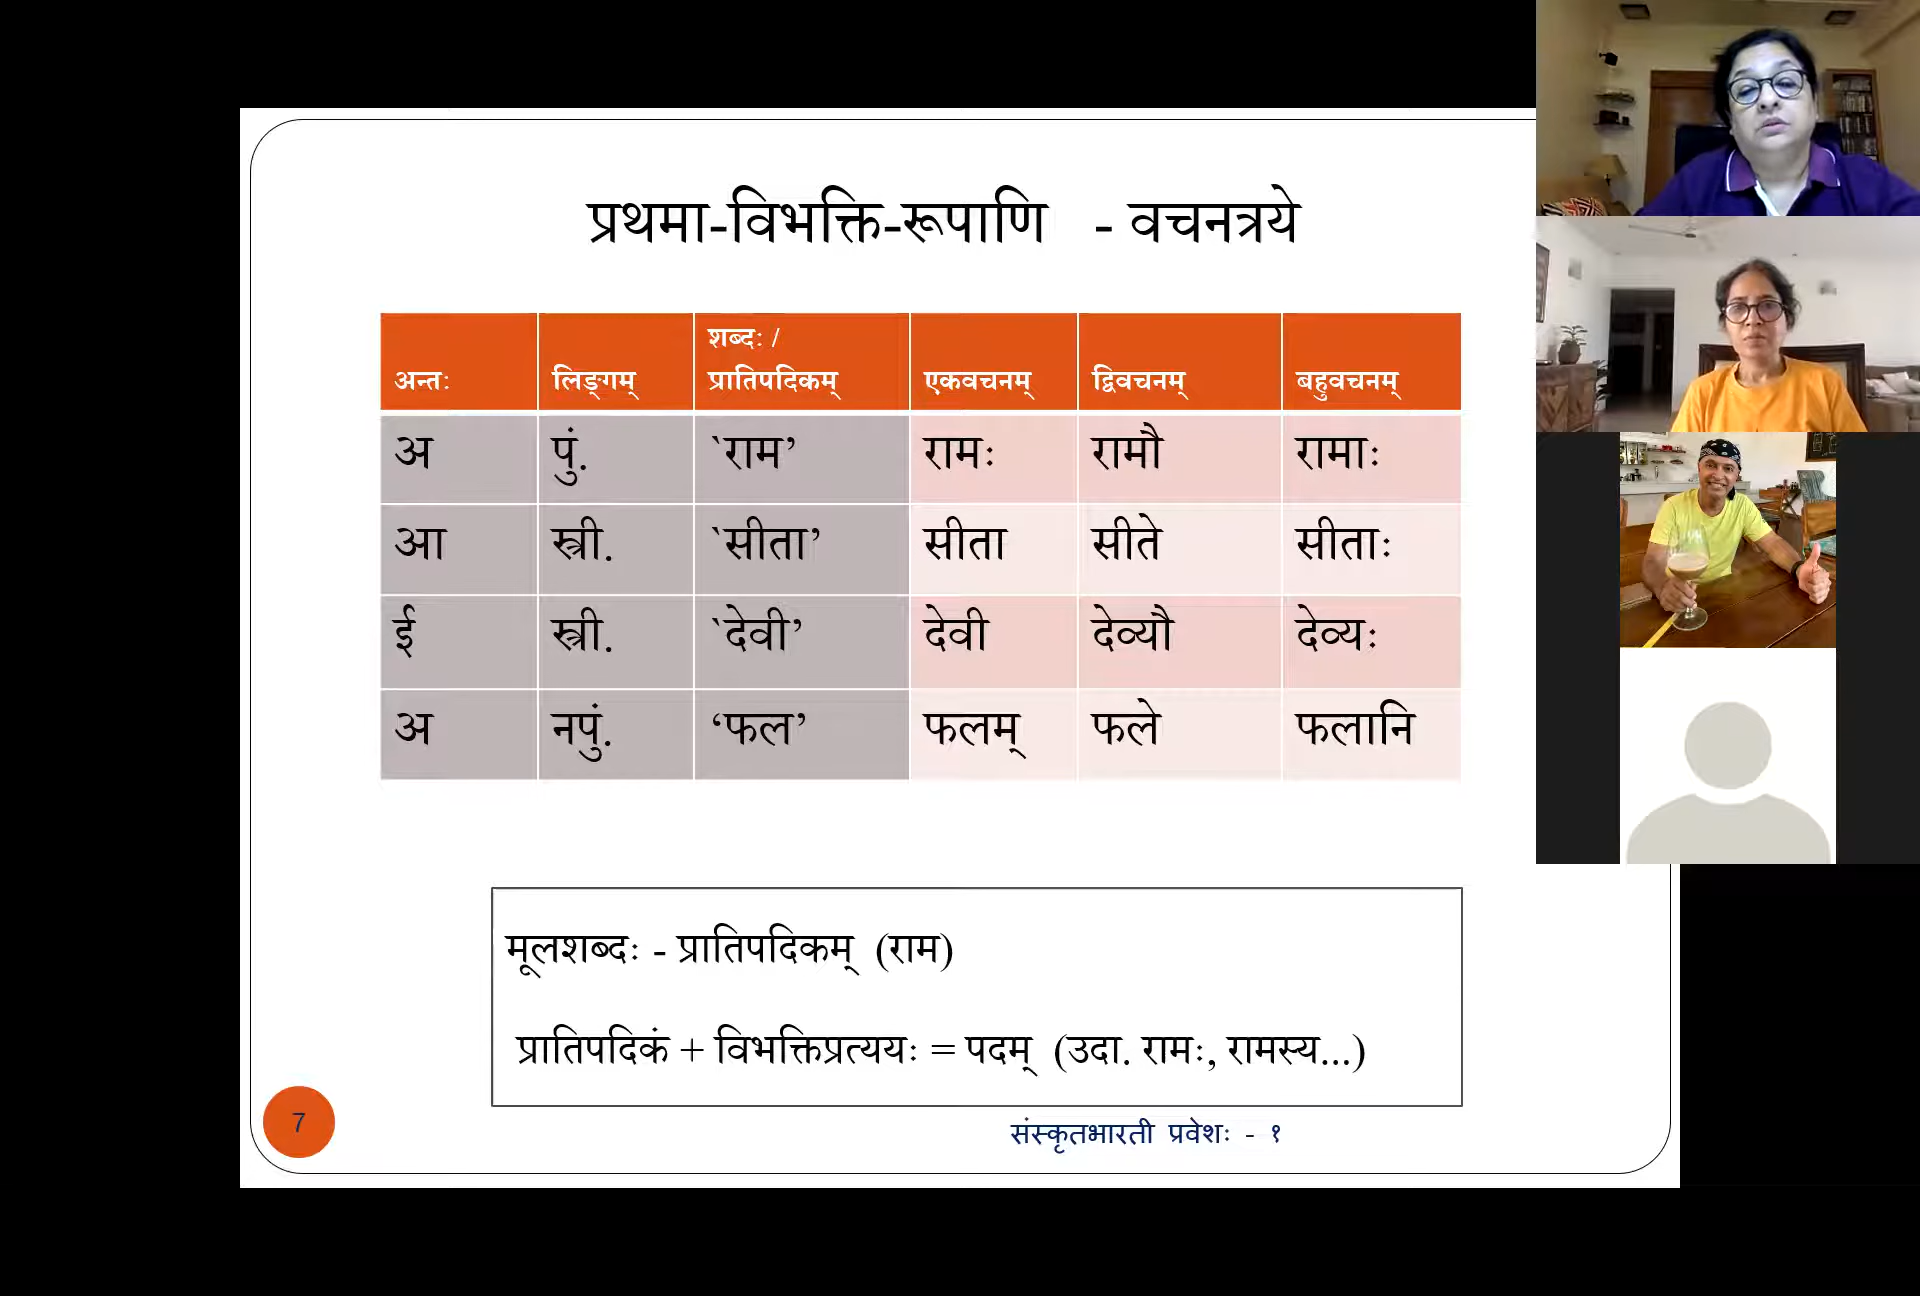 प्रथमा-विभक्ति-रूपाणि - वचनत्रये
अन्तः लिङ्गम् शब्दः / प्रातिपदिकम् एकवचनम् द्विवचनम् बहुवचनम्
अ पुं. `राम’ रामः रामौ रामाः
आ स्त्री. `सीता’ सीता सीते सीताः
ई स्त्री. `देवी’ देवी देव्यौ देव्यः
अ नपुं. ‘फल’ फलम् फले फलानि
मूलशब्दः - प्रातिपदिकम् (राम)
प्रातिपदिकं + विभक्तिप्रत्ययः = पदम् (उदा. रामः, रामस्य...)
7
संस्कृतभारती प्रवेशः - १